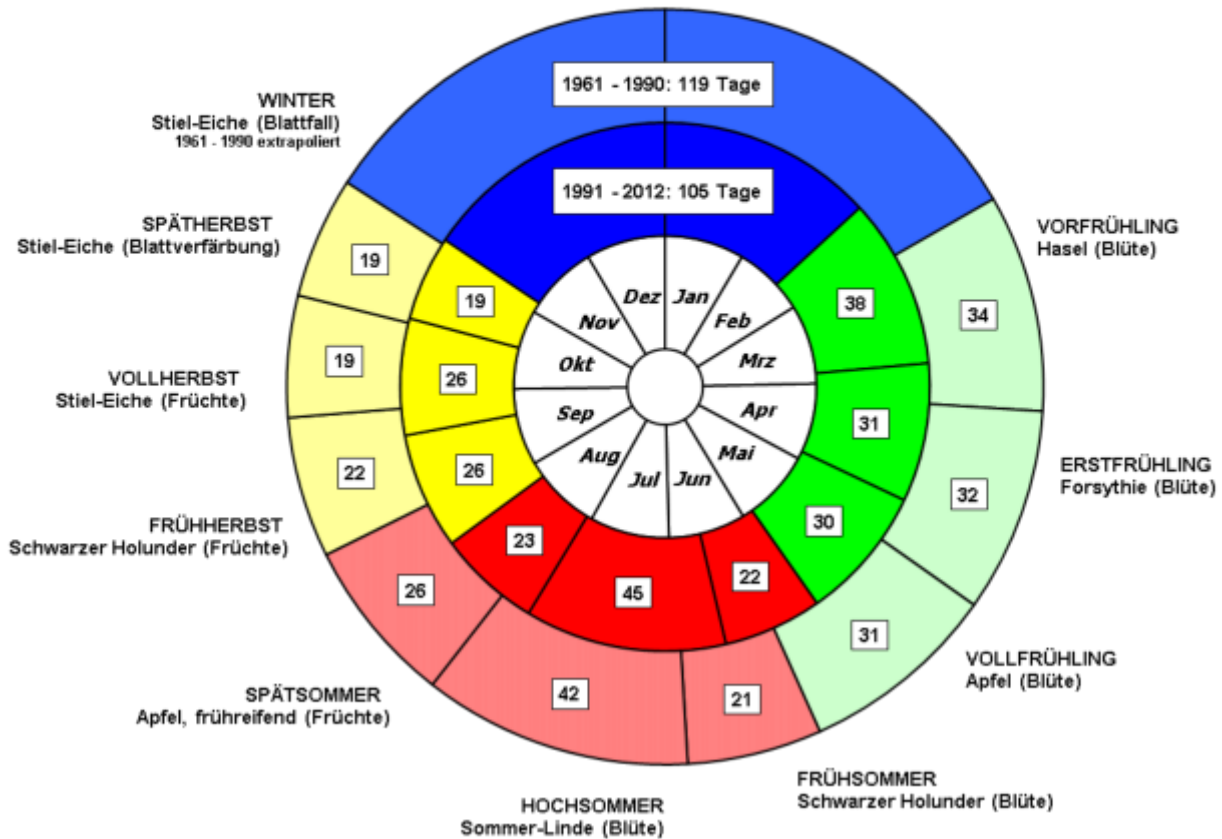 1961 - 1990: 119 Tage
1991 - 2012: 105 Tage
WINTER
Stiel-Eiche (Blattfall)
1961 - 1990 extrapoliert
SPÄTHERBST
Stiel-Eiche (Blattverfärbung)
VOLLHERBST
Stiel-Eiche (Früchte)
FRÜHHERBST
Schwarzer Holunder (Früchte)
SPÄTSOMMER
Apfel, frühreifend (Früchte)
HOCHSOMMER
Sommer-Linde (Blüte)
FRÜHSOMMER
Schwarzer Holunder (Blüte)
VOLLFRÜHLING
Apfel (Blüte)
ERSTFRÜHLING
Forsythie (Blüte)
VORFRÜHLING
Hasel (Blüte)
34
32
31
21
42
26
22
19
19
38
31
30
22
45
23
26
26
19
Jan
Feb
Mrz
Apr
Mai
Jun
Jul
Aug
Sep
Okt
Nov
Dez